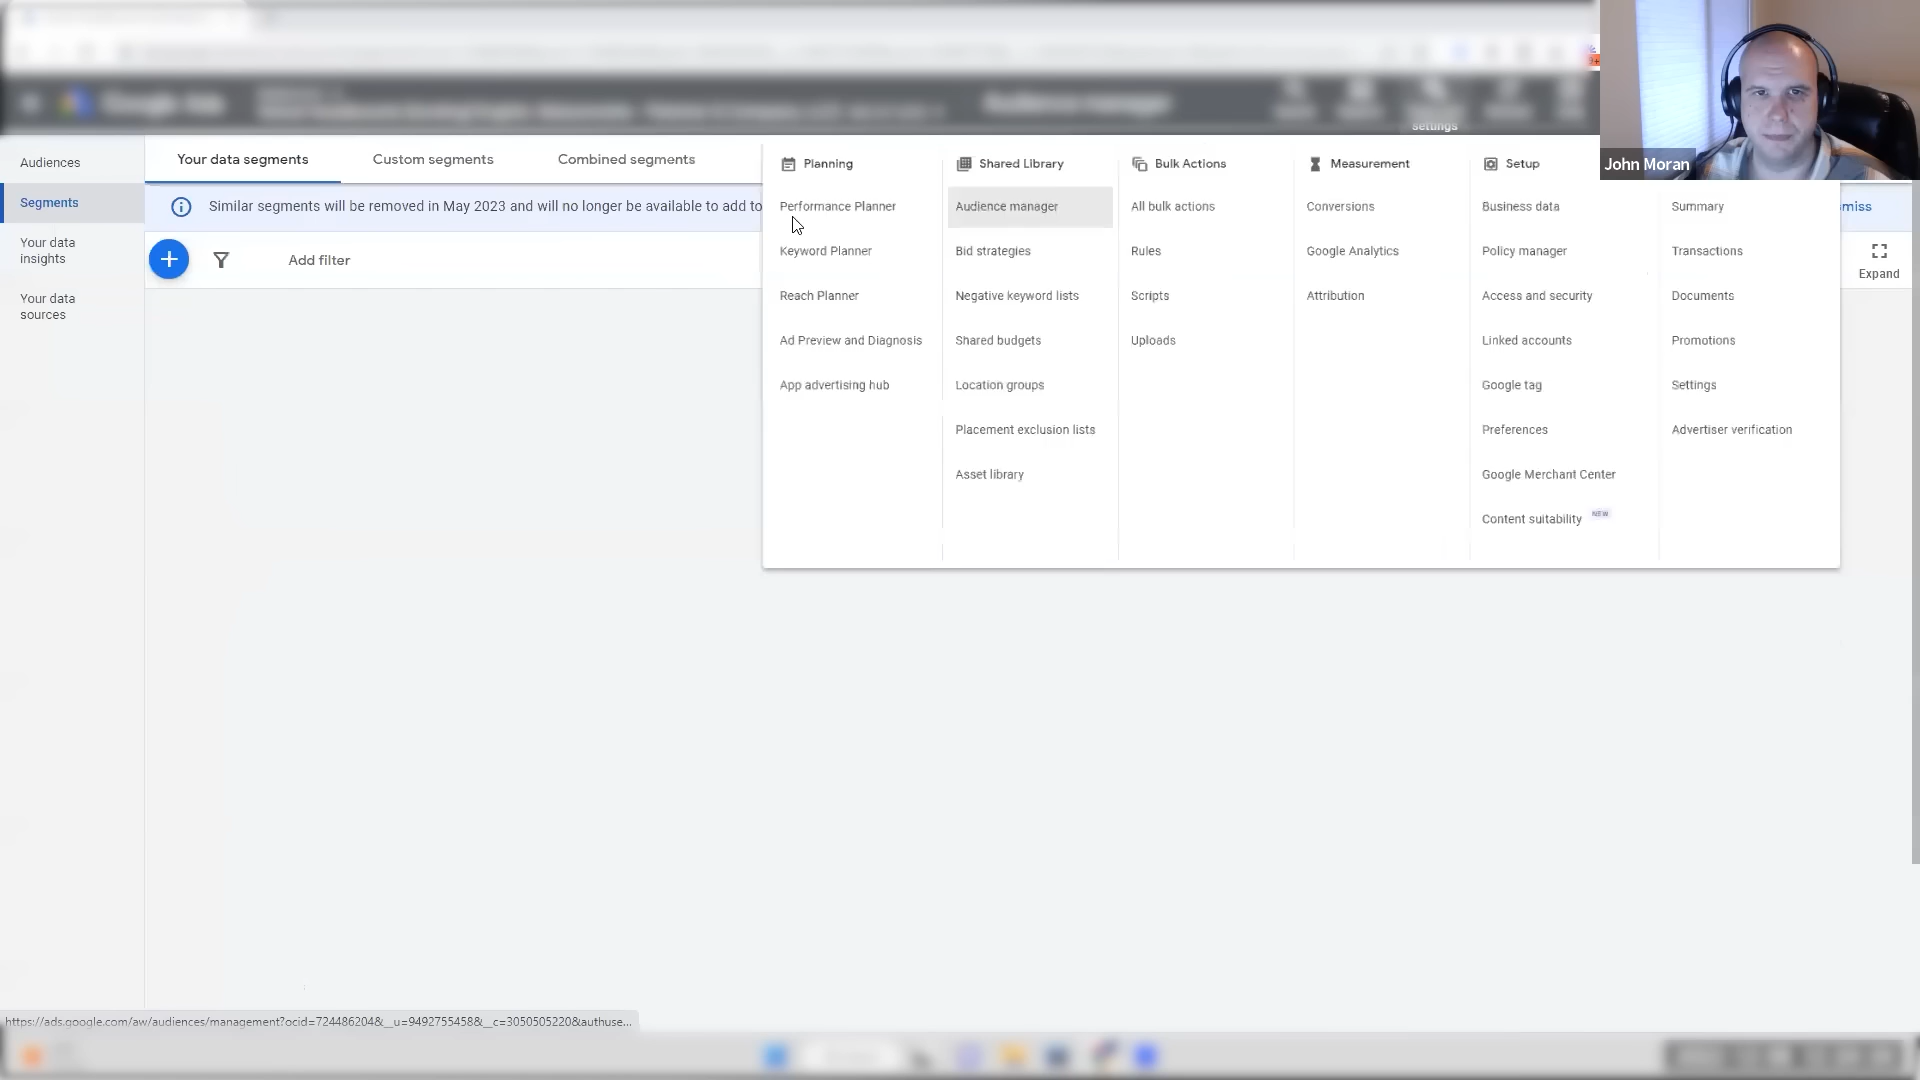 Google Ads
Audience manager
settings
John Moran
Audiences
Segments
Your data
insights
Your data
sources
Your data segments
Custom segments
Combined segments
Similar segments will be removed in May 2023 and will no longer be available to add to
miss
Add filter
Expand
Planning
Performance Planner
Keyword Planner
Reach Planner
Ad Preview and Diagnosis
App advertising hub
Shared Library
Audience manager
Bid strategies
Negative keyword lists
Shared budgets
Location groups
Placement exclusion lists
Asset library
Bulk Actions
All bulk actions
Rules
Scripts
Uploads
Measurement
Conversions
Google Analytics
Attribution
Setup
Business data
Policy manager
Access and security
Linked accounts
Google tag
Preferences
Google Merchant Center
Content suitability NEW
Summary
Transactions
Documents
Promotions
Settings
Advertiser verification
https://ads.google.com/aw/audiences/management?ocid=724486204&__u=9492755458&__c=3050505220&authuse...